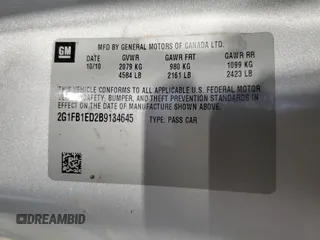 GM
MFD BY GENERAL MOTORS OF CANADA LTD.
DATE GVWR GAWR FRT GAWR RR
10/10 2079 KG 980 KG 1099 KG
4584 LB 2161 LB 2423 LB
THIS VEHICLE CONFORMS TO ALL APPLICABLE U.S. FEDERAL MOTOR
VEHICLE SAFETY, BUMPER, AND THEFT PREVENTION STANDARDS IN
EFFECT ON THE DATE OF MANUFACTURE SHOWN ABOVE.
2G1FB1ED2B9134645 TYPE: PASS CAR
DREAMBID